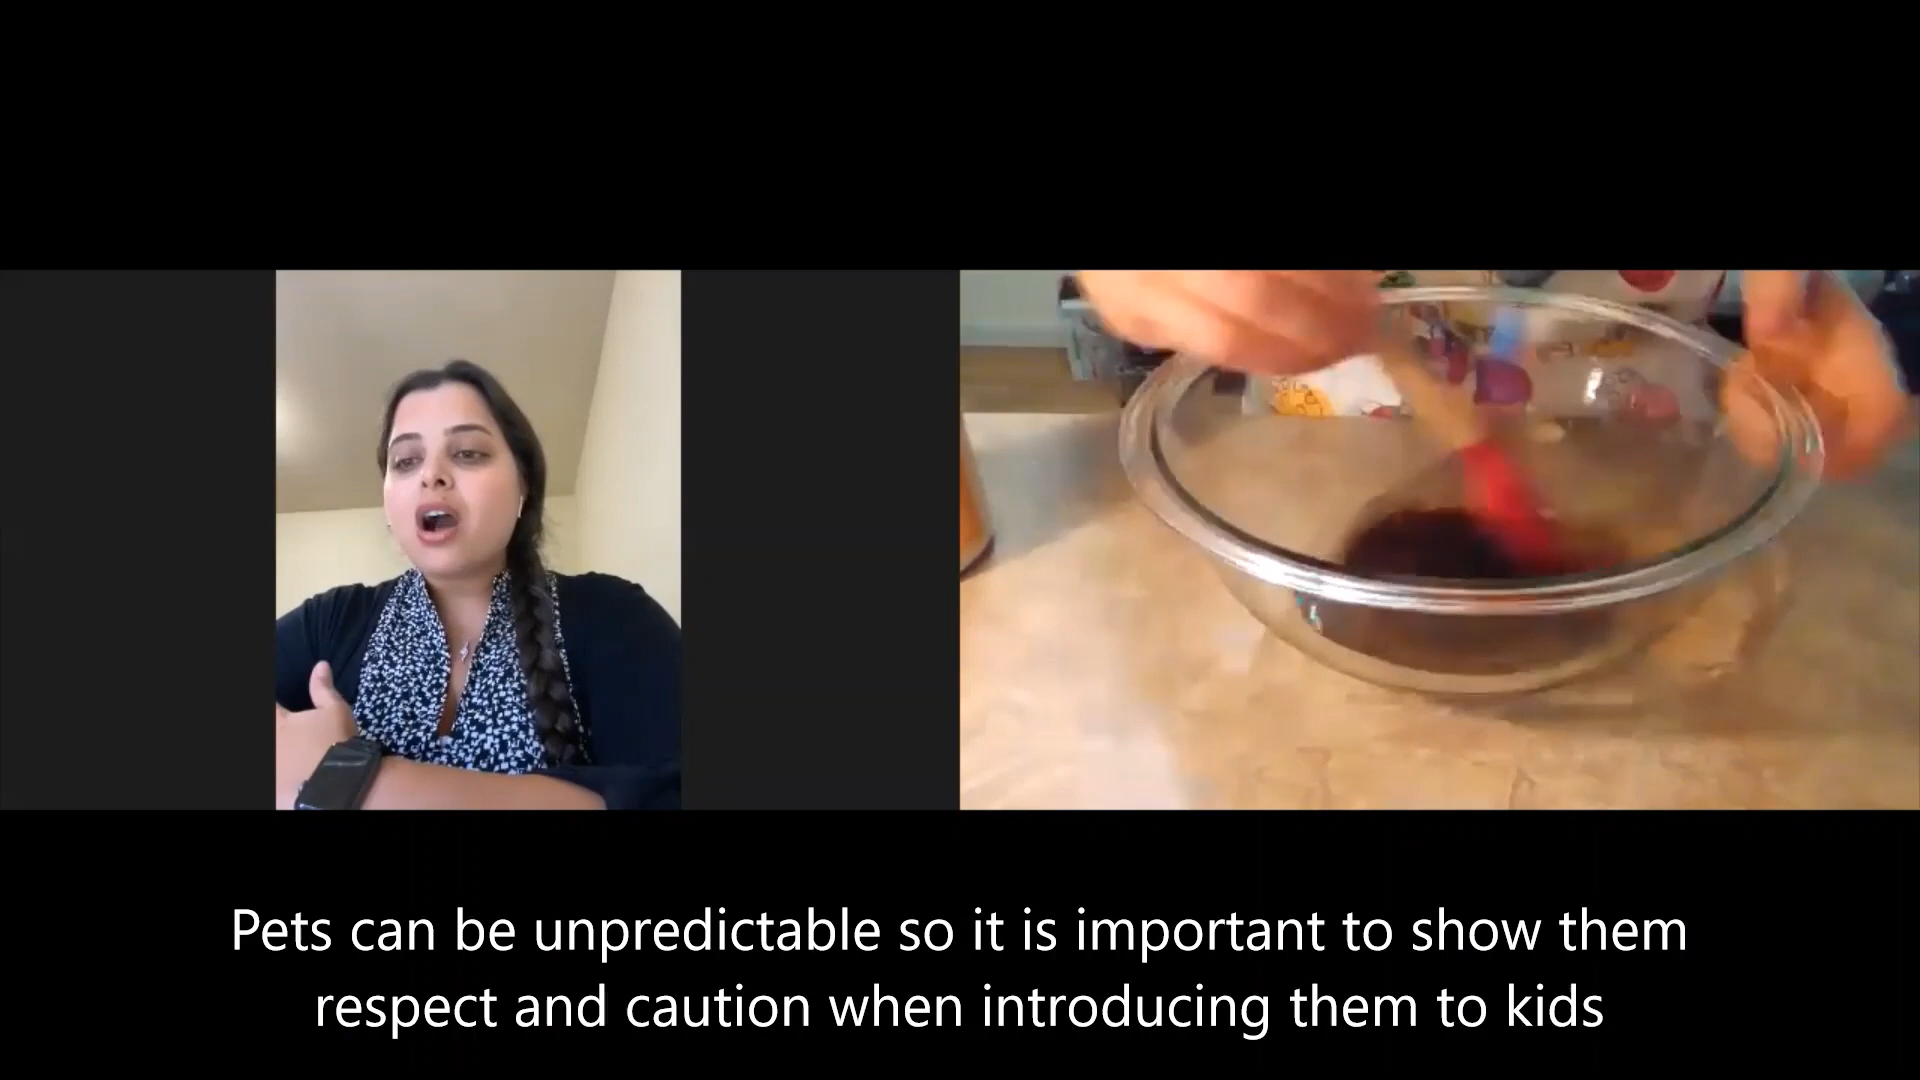 Pets can be unpredictable so it is important to show them
respect and caution when introducing them to kids